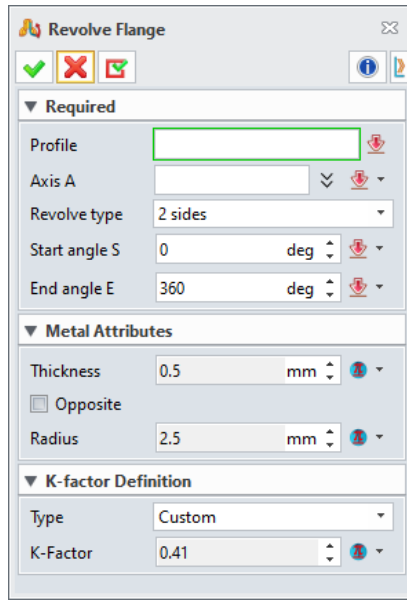 Revolve Flange
Required
Profile
Axis A
Revolve type 2 sides
Start angle S 0 deg
End angle E 360 deg
Metal Attributes
Thickness 0.5 mm
Opposite
Radius 2.5 mm
K-factor Definition
Type Custom
K-Factor 0.41